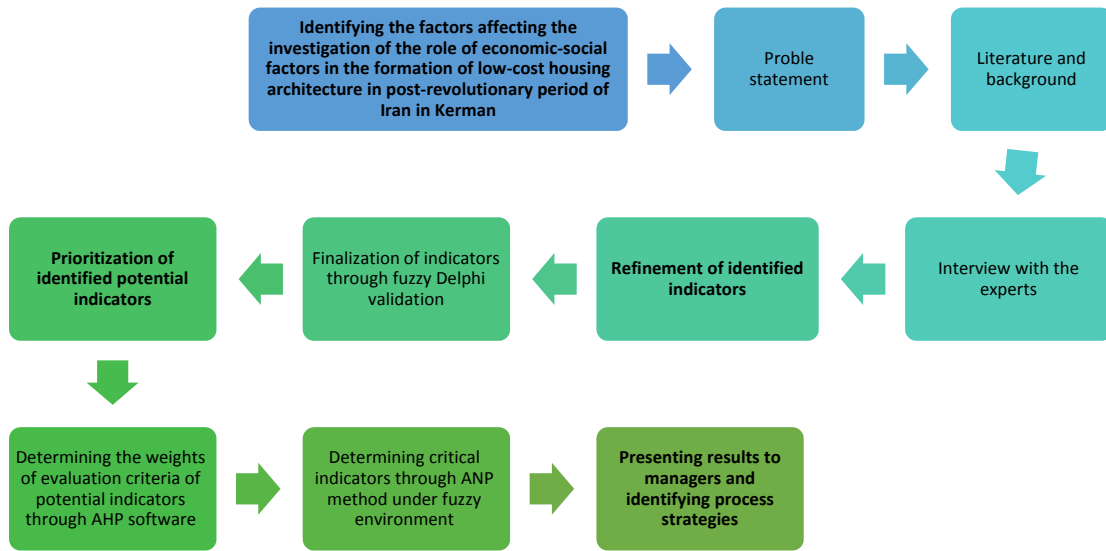 Identifying the factors affecting the
investigation of the role of economic-social
factors in the formation of low-cost housing
architecture in post-revolutionary period of
Iran in Kerman
Proble
statement
Literature and
background
Interview with the
experts
Refinement of identified
indicators
Finalization of indicators
through fuzzy Delphi
validation
Prioritization of
identified potential
indicators
Determining the weights
of evaluation criteria of
potential indicators
through AHP software
Determining critical
indicators through ANP
method under fuzzy
environment
Presenting results to
managers and
identifying process
strategies